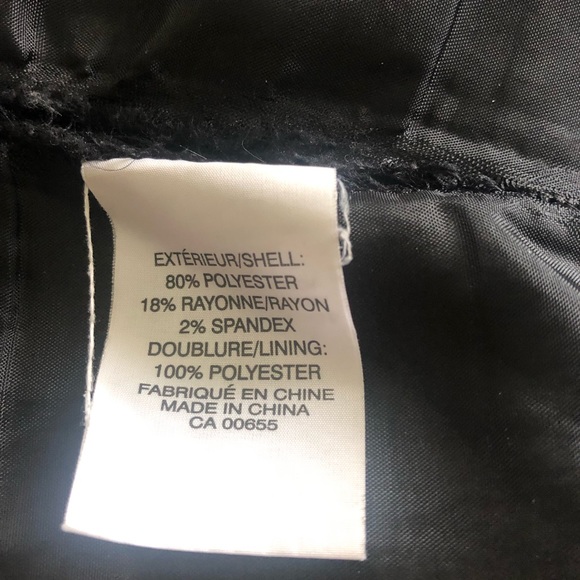 EXTÉRIEUR/SHELL:
80% POLYESTER
18% RAYONNE/RAYON
2% SPANDEX
DOUBLURE/LINING:
100% POLYESTER
FABRIQUÉ EN CHINE
MADE IN CHINA
CA 00655